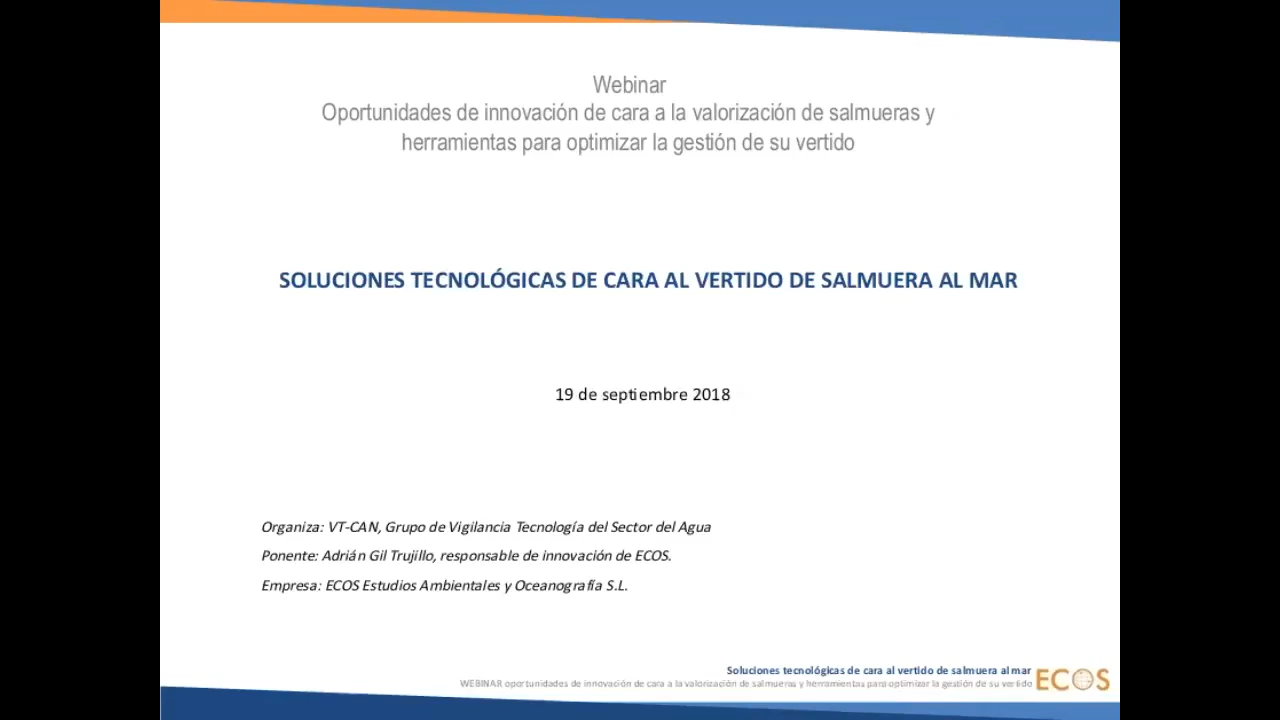 Webinar
Oportunidades de innovación de cara a la valorización de salmueras y
herramientas para optimizar la gestión de su vertido
SOLUCIONES TECNOLÓGICAS DE CARA AL VERTIDO DE SALMUERA AL MAR
19 de septiembre 2018
Organiza: VT-CAN, Grupo de Vigilancia Tecnología del Sector del Agua
Ponente: Adrián Gil Trujillo, responsable de innovación de ECOS.
Empresa: ECOS Estudios Ambientales y Oceanografía S.L.
Soluciones tecnológicas de cara al vertido de salmuera al mar
WEBINAR oportunidades de innovación de cara a la valorización de salmueras y herramientas para optimizar la gestión de su vertido
ECOS